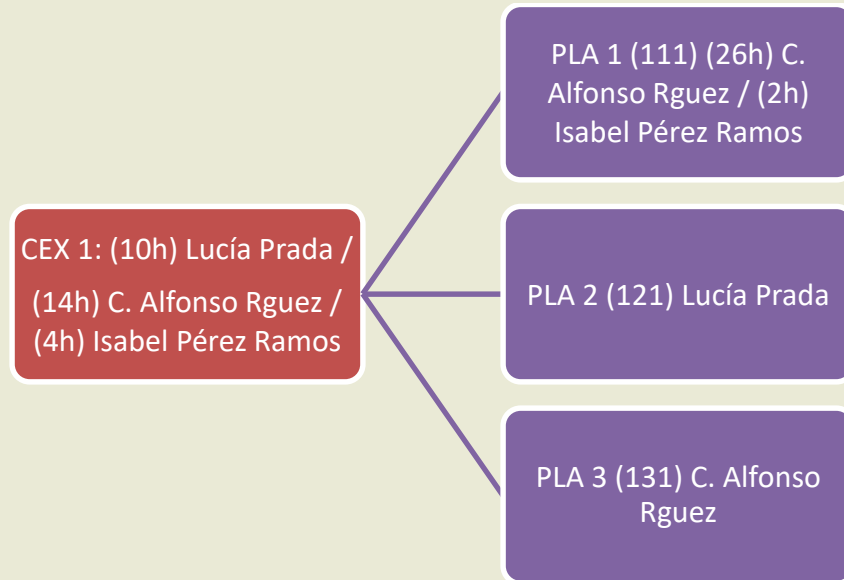 CEX 1: (10h) Lucía Prada /
(14h) C. Alfonso Rguez /
(4h) Isabel Pérez Ramos
PLA 1 (111) (26h) C.
Alfonso Rguez / (2h)
Isabel Pérez Ramos
PLA 2 (121) Lucía Prada
PLA 3 (131) C. Alfonso
Rguez